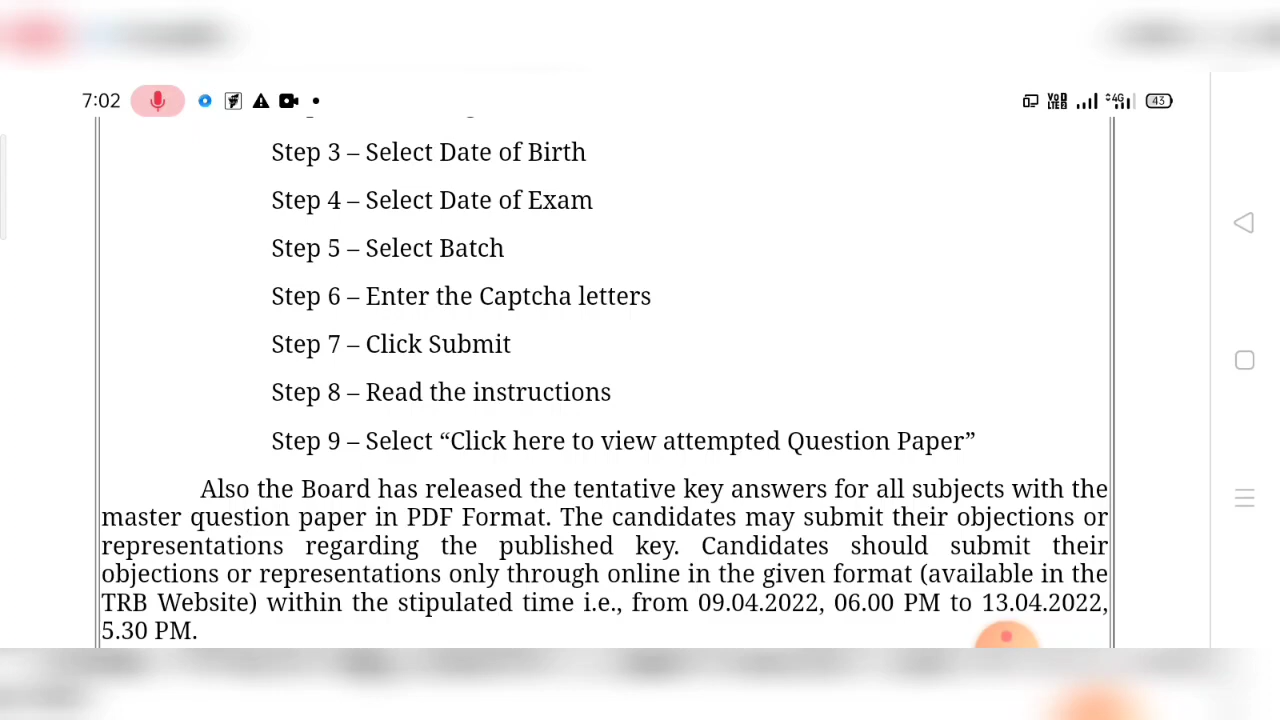 7:02
VoD LTE2 4G 43
Step 3 – Select Date of Birth
Step 4 – Select Date of Exam
Step 5 – Select Batch
Step 6 – Enter the Captcha letters
Step 7 – Click Submit
Step 8 – Read the instructions
Step 9 – Select “Click here to view attempted Question Paper”
Also the Board has released the tentative key answers for all subjects with the
master question paper in PDF Format. The candidates may submit their objections or
representations regarding the published key. Candidates should submit their
objections or representations only through online in the given format (available in the
TRB Website) within the stipulated time i.e., from 09.04.2022, 06.00 PM to 13.04.2022,
5.30 PM.